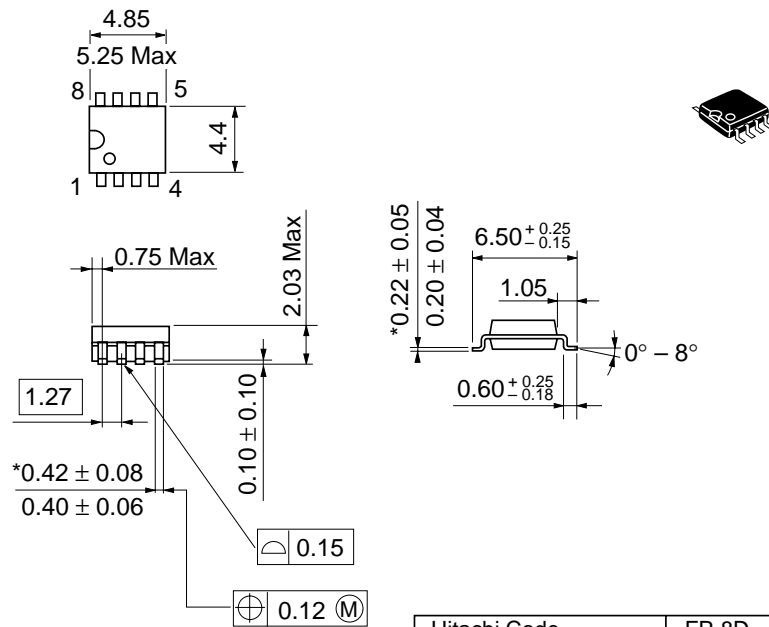 4.85
5.25 Max
8
5
4.4
1
4
0.75 Max
2.03 Max
*0.22 ± 0.05
0.20 ± 0.04
6.50 + 0.25 − 0.15
1.05
0° – 8°
0.60 + 0.25 − 0.18
1.27
0.10 ± 0.10
*0.42 ± 0.08
0.40 ± 0.06
⌓ 0.15
⌖ 0.12 Ⓜ